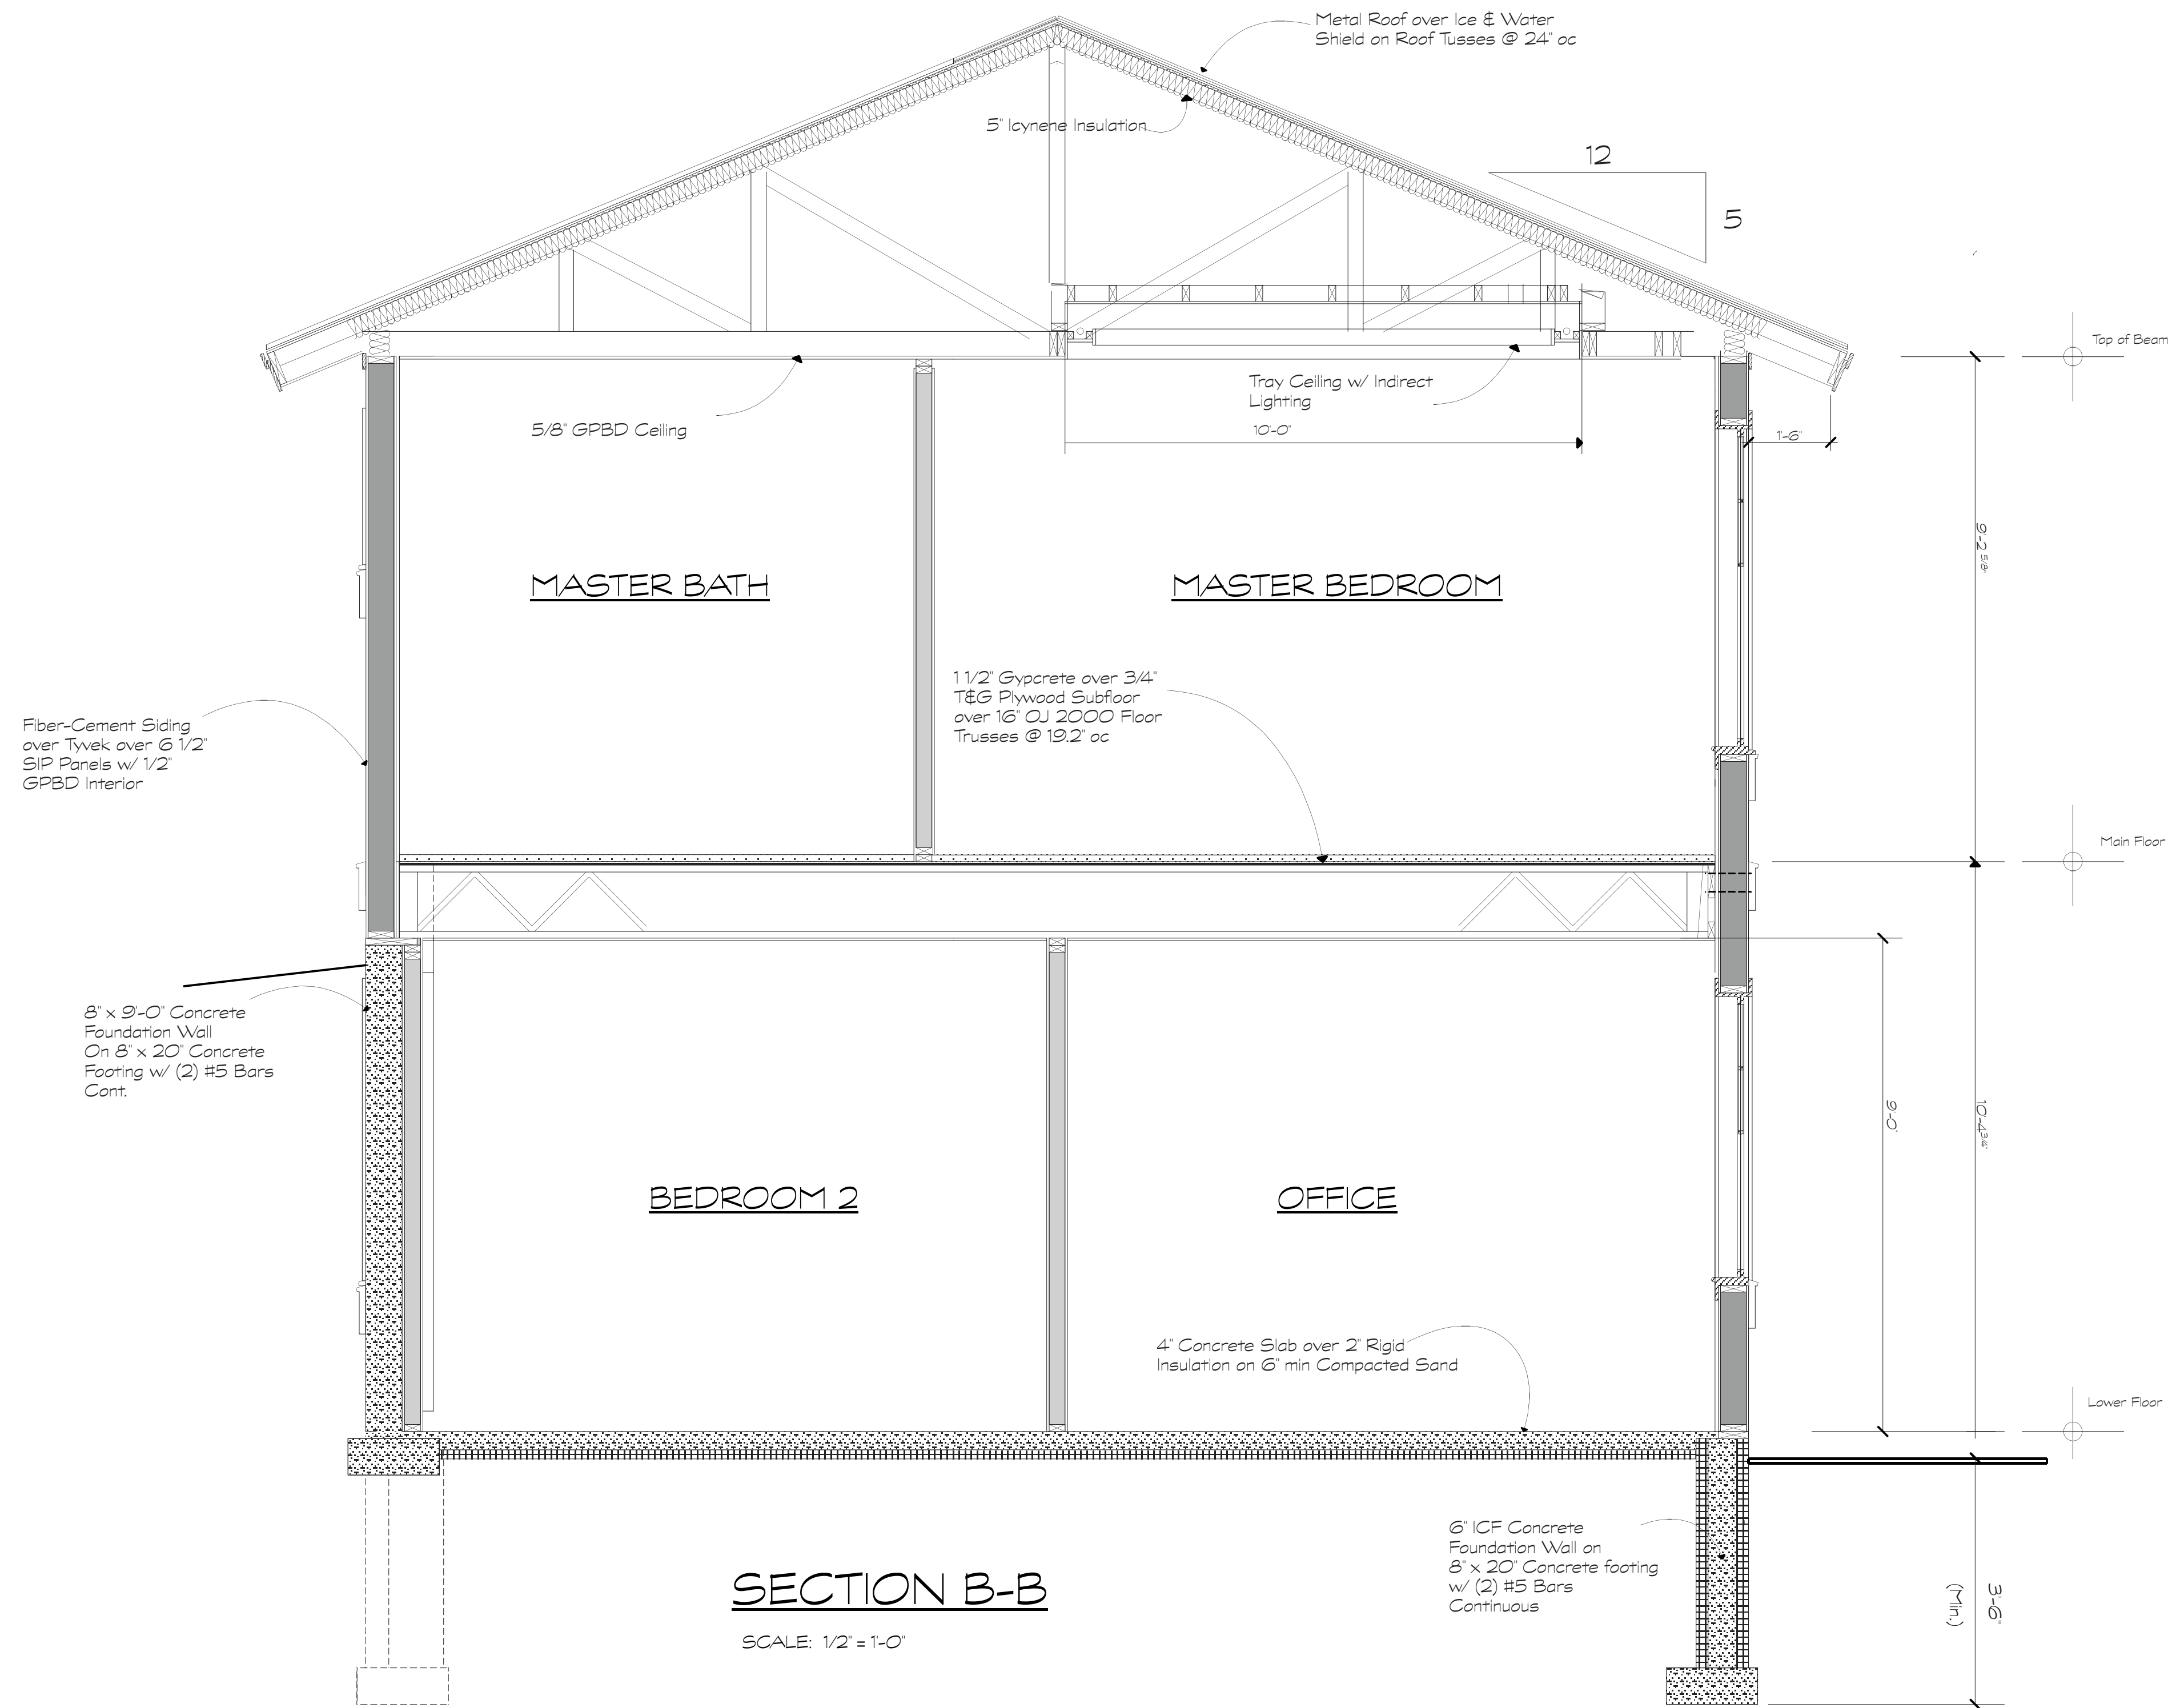 Metal Roof over Ice & Water
Shield on Roof Tusses @ 24" oc
5" Icynene Insulation
12
5
Top of Beam
Tray Ceiling w/ Indirect
Lighting
5/8" GPBD Ceiling
10'-0"
1'-6"
9'-2 5/8"
MASTER BATH
MASTER BEDROOM
1 1/2" Gypcrete over 3/4"
T&G Plywood Subfloor
over 16" OJ 2000 Floor
Trusses @ 19.2" oc
Fiber-Cement Siding
over Tyvek over 6 1/2"
SIP Panels w/ 1/2"
GPBD Interior
Main Floor
8" x 9'-0" Concrete
Foundation Wall
On 8" x 20" Concrete
Footing w/ (2) #5 Bars
Cont.
9'-0"
10'-4 3/4"
BEDROOM 2
OFFICE
4" Concrete Slab over 2" Rigid
Insulation on 6" min Compacted Sand
Lower Floor
6" ICF Concrete
Foundation Wall on
8" x 20" Concrete footing
w/ (2) #5 Bars
Continuous
3'-6"
(Min.)
SECTION B-B
SCALE: 1/2" = 1'-0"